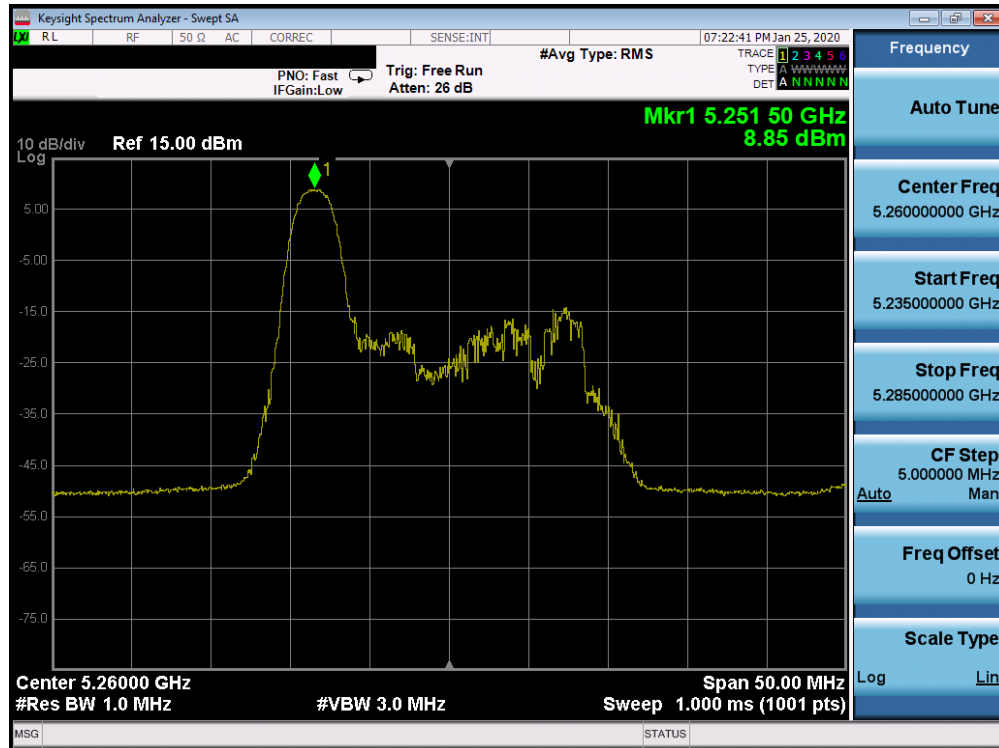 Keysight Spectrum Analyzer - Swept SA
LXI RL RF 50 Ω AC CORREC SENSE:INT 07:22:41 PM Jan 25, 2020
#Avg Type: RMS TRACE 1 2 3 4 5 6
PNO: Fast Trig: Free Run TYPE A WWWWW
IFGain:Low Atten: 26 dB DET A N N N N N
Mkr1 5.251 50 GHz
8.85 dBm
10 dB/div Ref 15.00 dBm
Log
1
5.00
-5.00
-15.0
-25.0
-35.0
-45.0
-55.0
-65.0
-75.0
Center 5.26000 GHz Span 50.00 MHz
#Res BW 1.0 MHz #VBW 3.0 MHz Sweep 1.000 ms (1001 pts)
MSG STATUS
Frequency
Auto Tune
Center Freq
5.260000000 GHz
Start Freq
5.235000000 GHz
Stop Freq
5.285000000 GHz
CF Step
5.000000 MHz
Auto Man
Freq Offset
0 Hz
Scale Type
Log Lin